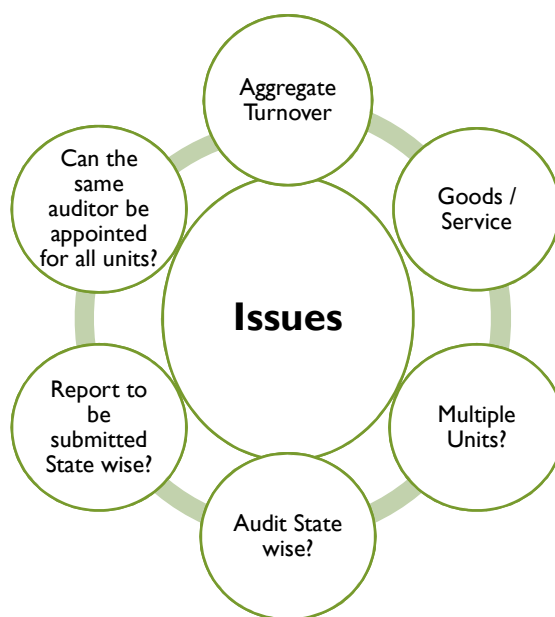 Aggregate
Turnover
Goods /
Service
Multiple
Units?
Audit State
wise?
Report to
be
submitted
State wise?
Can the
same
auditor be
appointed
for all units?
Issues